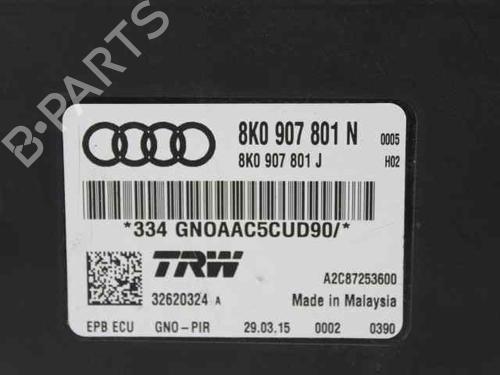 B-PARTS
8K0 907 801 N 0005
8K0 907 801 J H02
*334 GNOAAC5CUD90/*
TRW
A2C87253600
32620324 A Made in Malaysia
EPB ECU GNO-PIR 29.03.15 0002 0390